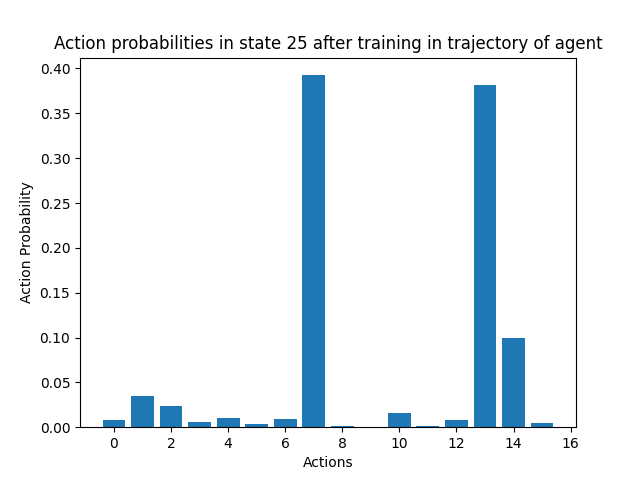 Action probabilities in state 25 after training in trajectory of agent
0.40
0.35
0.30
0.25
0.20
0.15
0.10
0.05
0.00
Action Probability
0 2 4 6 8 10 12 14 16
Actions